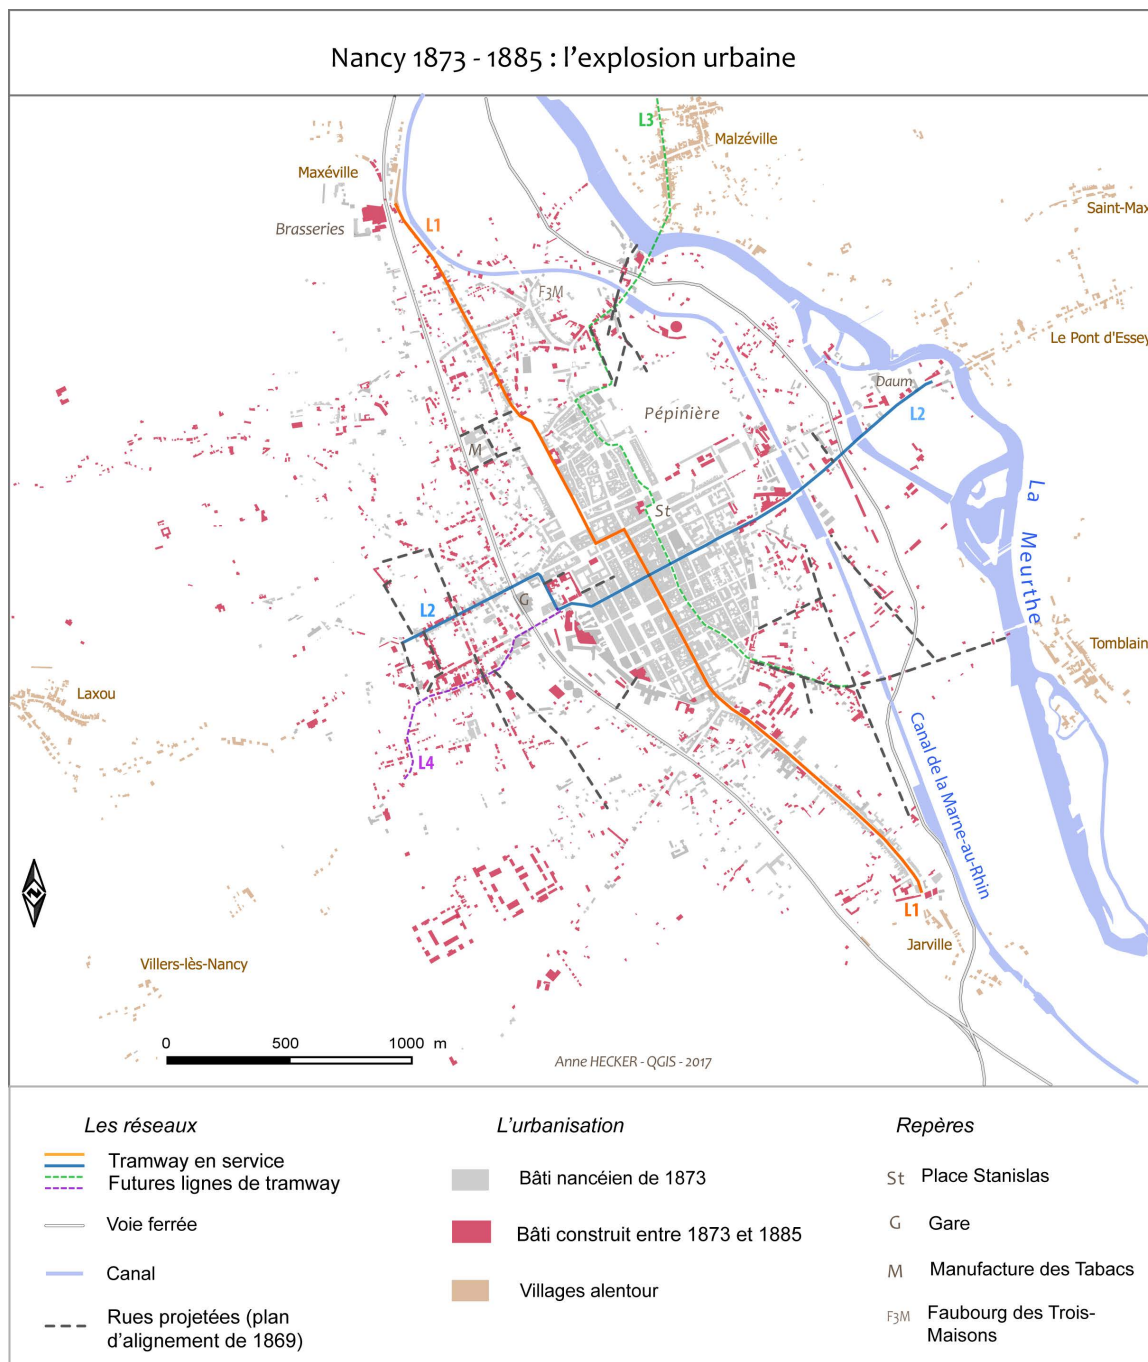 Nancy 1873 - 1885 : l'explosion urbaine
L3
Malzéville
Maxéville
Saint-Max
Brasseries
L1
F3M
Le Pont d'Essey
Daum
Pépinière
L2
M
St
La Meurthe
G
L2
Tomblain
Laxou
L4
Canal de la Marne-au-Rhin
N
L1
Jarville
Villers-lès-Nancy
0 500 1000 m
Anne HECKER - QGIS - 2017
Les réseaux
Tramway en service
Futures lignes de tramway
Voie ferrée
Canal
Rues projetées (plan
d'alignement de 1869)
L'urbanisation
Bâti nancéien de 1873
Bâti construit entre 1873 et 1885
Villages alentour
Repères
St Place Stanislas
G Gare
M Manufacture des Tabacs
F3M Faubourg des Trois-
Maisons